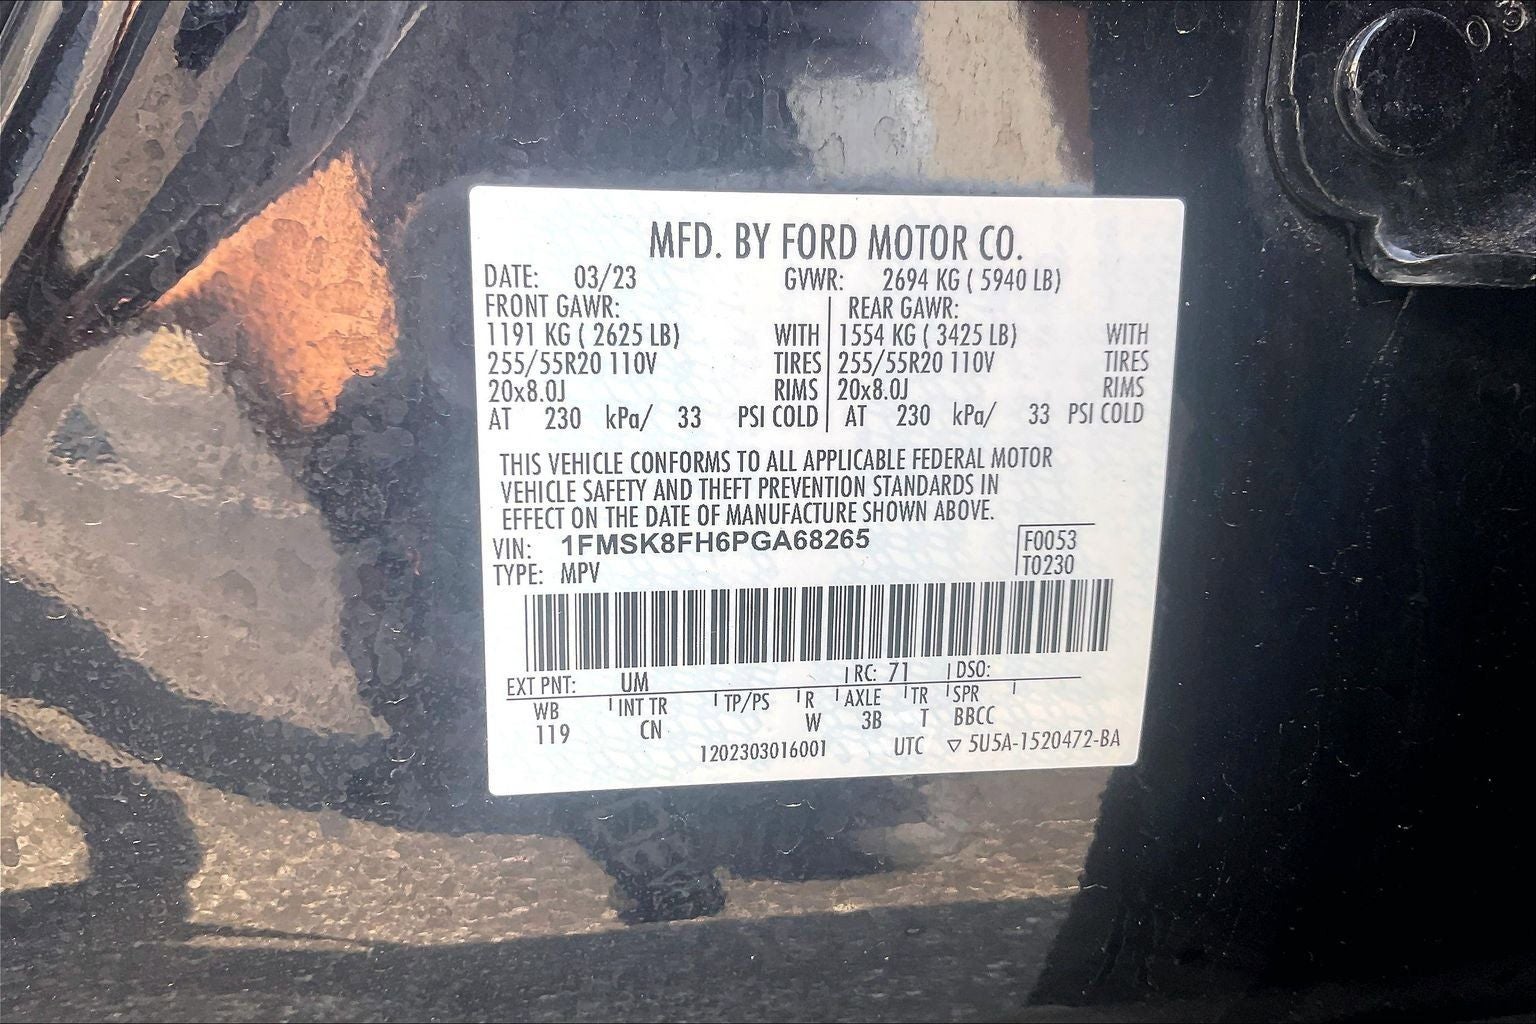 03
MFD. BY FORD MOTOR CO.
DATE: 03/23 GVWR: 2694 KG ( 5940 LB)
FRONT GAWR: REAR GAWR:
1191 KG ( 2625 LB) WITH 1554 KG ( 3425 LB) WITH
255/55R20 110V TIRES 255/55R20 110V TIRES
20x8.0J RIMS 20x8.0J RIMS
AT 230 kPa/ 33 PSI COLD AT 230 kPa/ 33 PSI COLD
THIS VEHICLE CONFORMS TO ALL APPLICABLE FEDERAL MOTOR
VEHICLE SAFETY AND THEFT PREVENTION STANDARDS IN
EFFECT ON THE DATE OF MANUFACTURE SHOWN ABOVE.
VIN: 1FMSK8FH6PGA68265 F0053
TYPE: MPV T0230
EXT PNT: UM RC: 71 DSO:
WB INT TR TP/PS R AXLE TR SPR
119 CN W 3B T BBCC
1202303016001 UTC ▽ 5U5A-1520472-BA